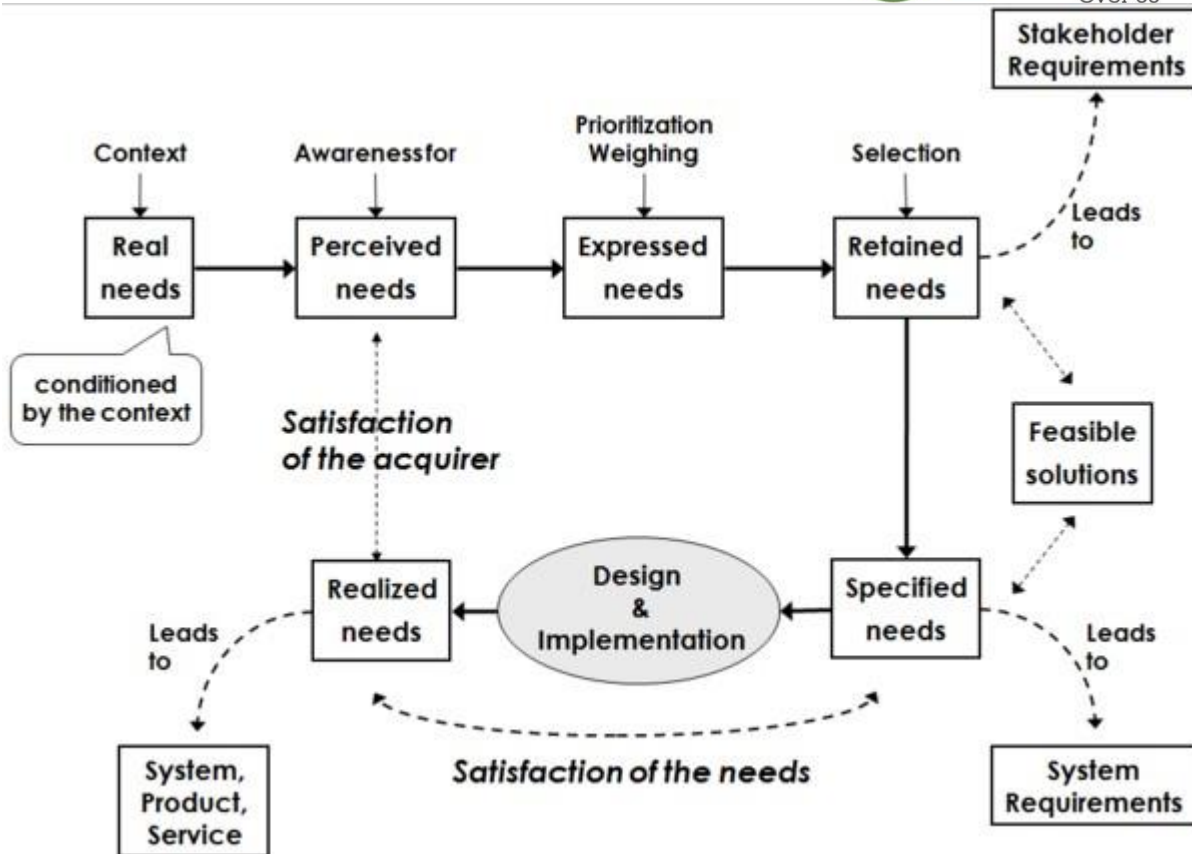 Stakeholder
Requirements
Prioritization
Weighing
Context
Awarenessfor
Selection
Leads
to
Real
needs
Perceived
needs
Expressed
needs
Retained
needs
conditioned
by the context
Satisfaction
of the acquirer
Feasible
solutions
Realized
needs
Design
&
Implementation
Specified
needs
Leads
to
Leads
to
Satisfaction of the needs
System,
Product,
Service
System
Requirements